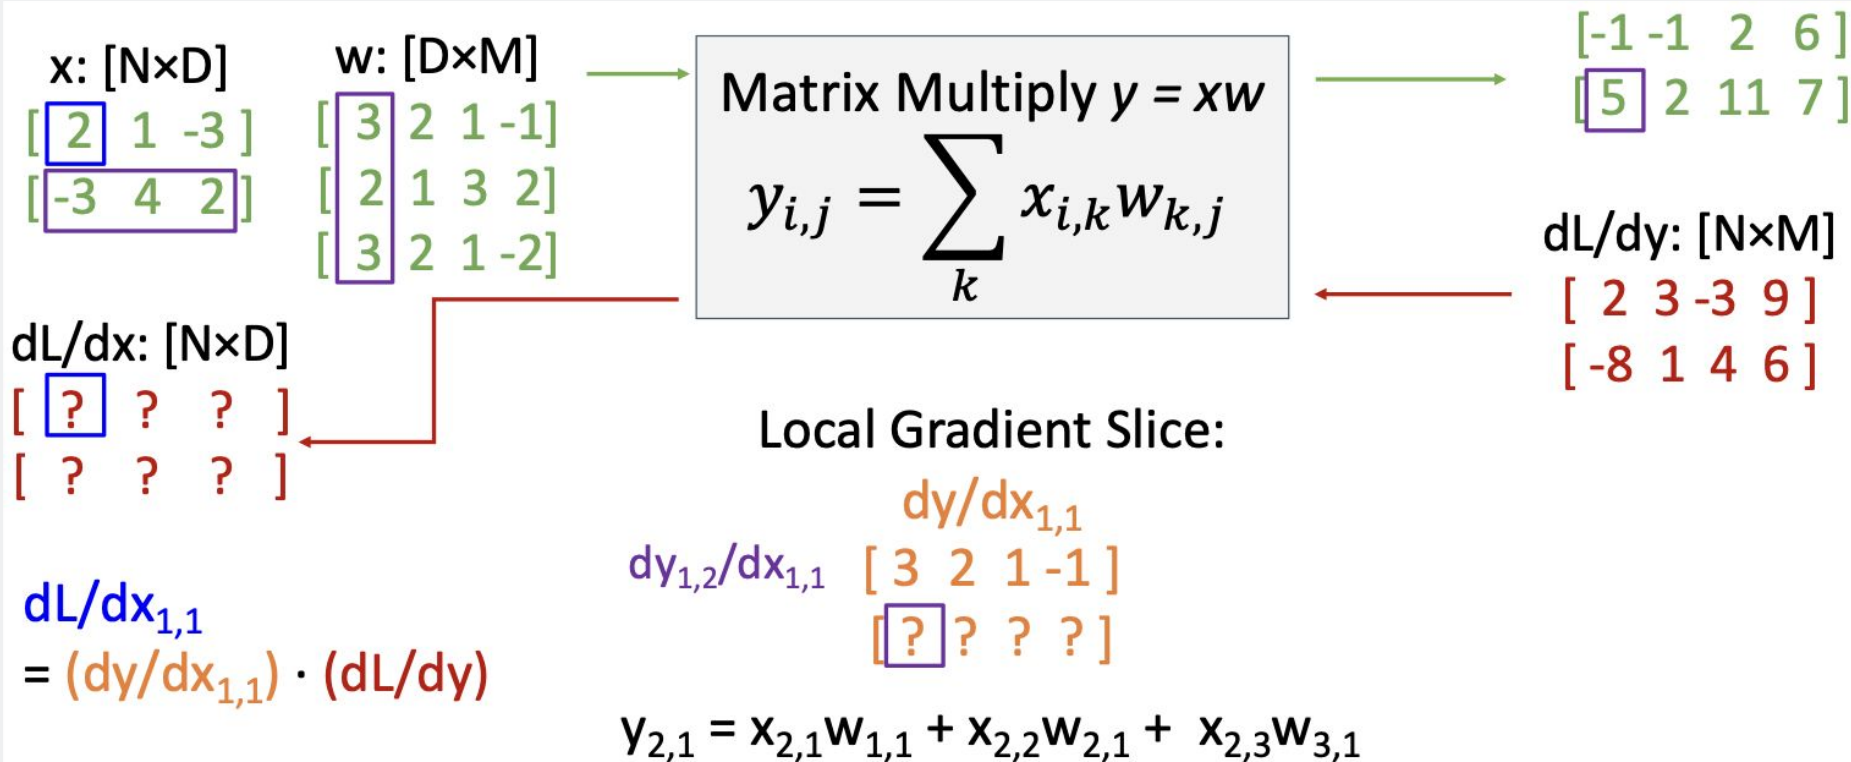 x: [N×D]
[ 2 1 -3 ]
[ -3 4 2 ]
w: [D×M]
[ 3 2 1 -1]
[ 2 1 3 2]
[ 3 2 1 -2]
Matrix Multiply y = xw
y_{i,j} = ∑_k x_{i,k}w_{k,j}
[-1 -1 2 6 ]
[ 5 2 11 7 ]
dL/dy: [N×M]
[ 2 3 -3 9 ]
[ -8 1 4 6 ]
dL/dx: [N×D]
[ ? ? ? ]
[ ? ? ? ]
Local Gradient Slice:
dy/dx_{1,1}
dy_{1,2}/dx_{1,1} [ 3 2 1 -1 ]
[ ? ? ? ? ]
dL/dx_{1,1}
= (dy/dx_{1,1}) · (dL/dy)
y_{2,1} = x_{2,1}w_{1,1} + x_{2,2}w_{2,1} + x_{2,3}w_{3,1}